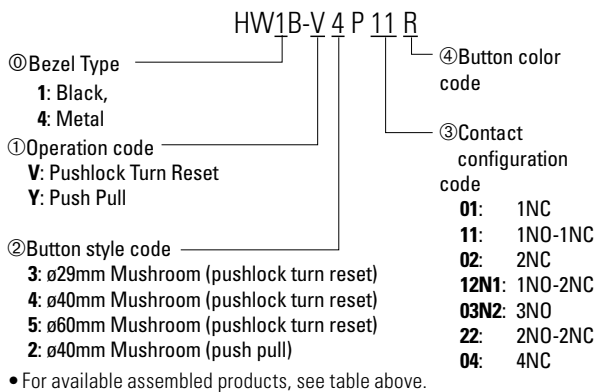 HW1B-V 4 P 11 R
⓪Bezel Type
1: Black,
4: Metal
①Operation code
V: Pushlock Turn Reset
Y: Push Pull
②Button style code
3: ø29mm Mushroom (pushlock turn reset)
4: ø40mm Mushroom (pushlock turn reset)
5: ø60mm Mushroom (pushlock turn reset)
2: ø40mm Mushroom (push pull)
④Button color
code
③Contact
configuration
code
01: 1NC
11: 1NO-1NC
02: 2NC
12N1: 1NO-2NC
03N2: 3NO
22: 2NO-2NC
04: 4NC
• For available assembled products, see table above.